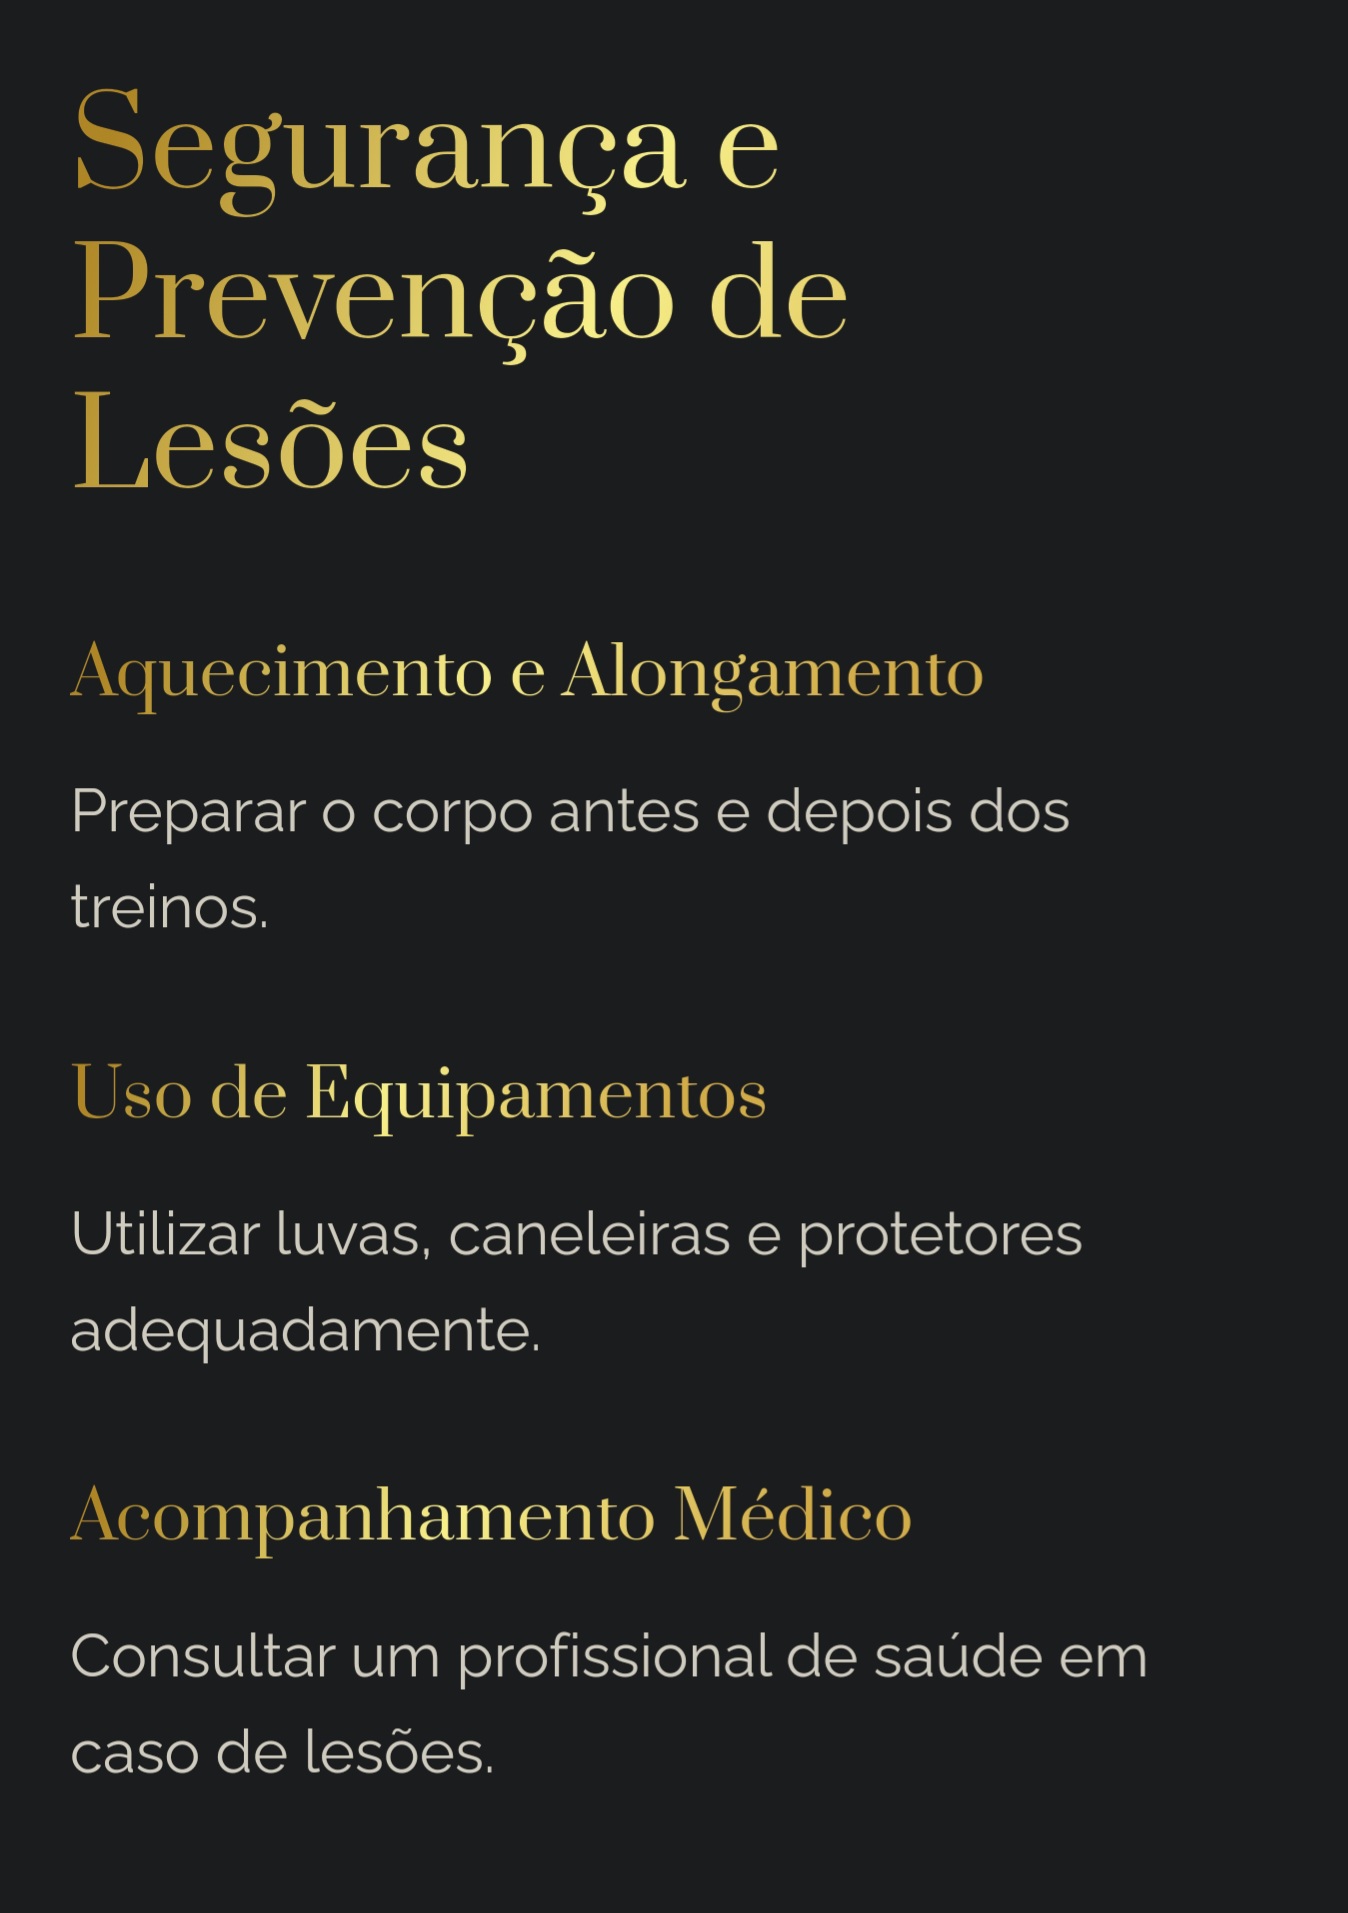 Segurança e
Prevenção de
Lesões
Aquecimento e Alongamento
Preparar o corpo antes e depois dos
treinos.
Uso de Equipamentos
Utilizar luvas, caneleiras e protetores
adequadamente.
Acompanhamento Médico
Consultar um profissional de saúde em
caso de lesões.